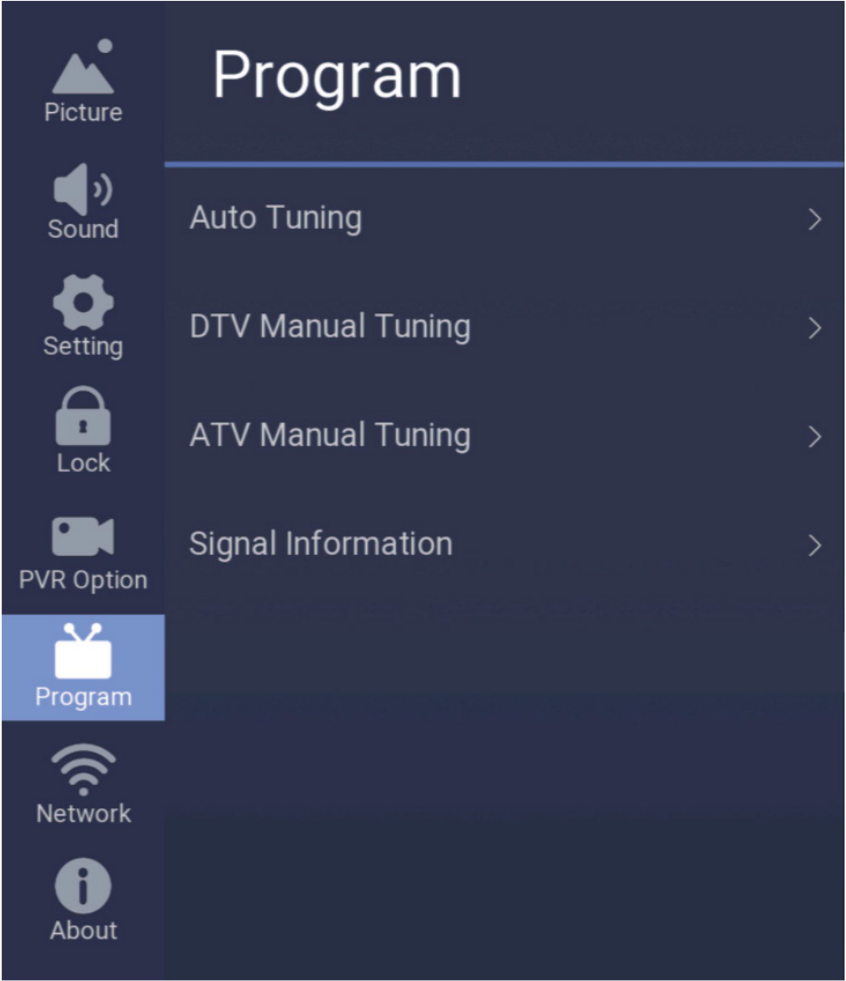 Picture
Sound
Setting
Lock
PVR Option
Program
Network
About
Program
Auto Tuning
DTV Manual Tuning
ATV Manual Tuning
Signal Information